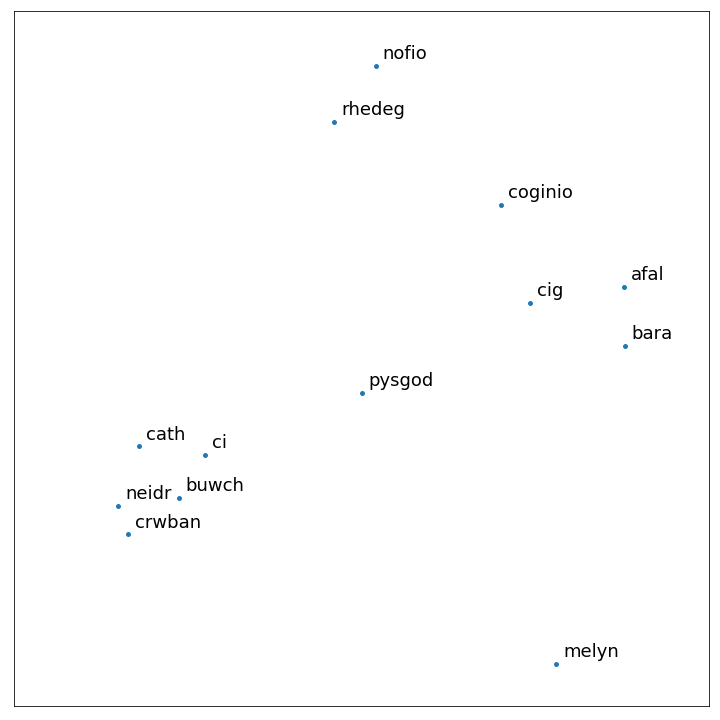 nofio
rhedeg
coginio
afal
cig
bara
pysgod
cath
ci
buwch
neidr
crwban
melyn